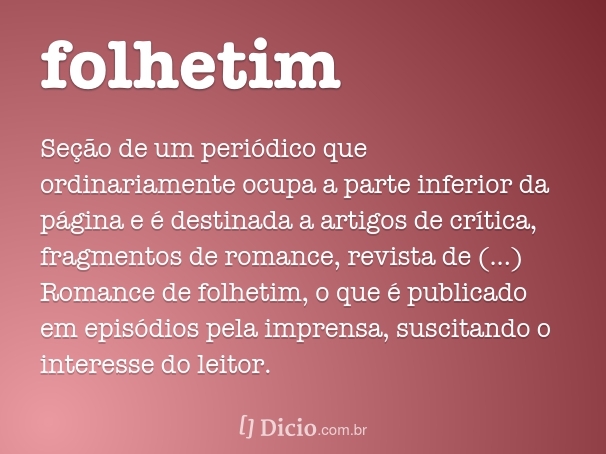 folhetim
Seção de um periódico que
ordinariamente ocupa a parte inferior da
página e é destinada a artigos de crítica,
fragmentos de romance, revista de (...)
Romance de folhetim, o que é publicado
em episódios pela imprensa, suscitando o
interesse do leitor.
[] Dicio.com.br